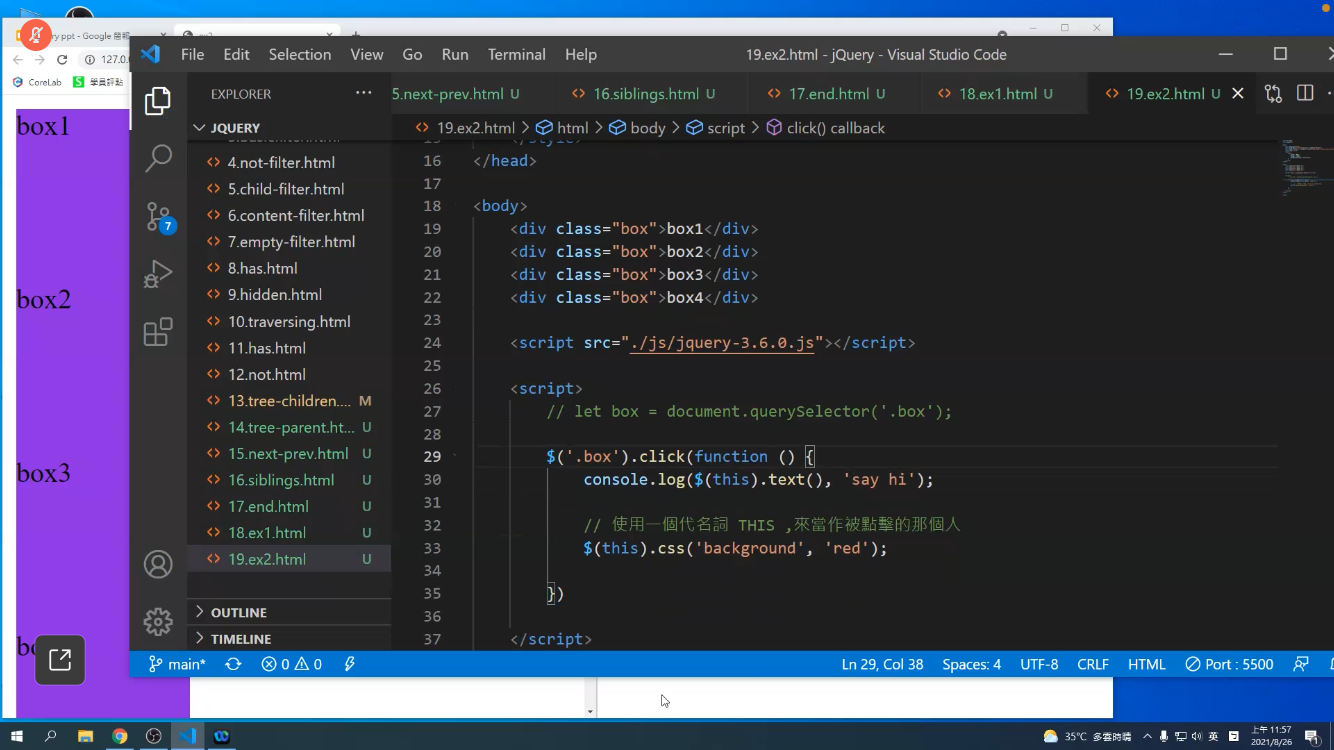 ry ppt - Google 簡報
ex2
127.0.
CoreLab
學員評點
box1
box2
box3
File Edit Selection View Go Run Terminal Help
19.ex2.html - jQuery - Visual Studio Code
EXPLORER
5.next-prev.html U
16.siblings.html U
17.end.html U
18.ex1.html U
19.ex2.html U
JQUERY
19.ex2.html > html > body > script > click() callback
4.not-filter.html
5.child-filter.html
6.content-filter.html
7.empty-filter.html
8.has.html
9.hidden.html
10.traversing.html
11.has.html
12.not.html
13.tree-children.... M
14.tree-parent.ht... U
15.next-prev.html U
16.siblings.html U
17.end.html U
18.ex1.html U
19.ex2.html U
OUTLINE
TIMELINE
7
16 </head>
17
18 <body>
19 <div class="box">box1</div>
20 <div class="box">box2</div>
21 <div class="box">box3</div>
22 <div class="box">box4</div>
23
24 <script src="./js/jquery-3.6.0.js"></script>
25
26 <script>
27 // let box = document.querySelector('.box');
28
29 $('.box').click(function () {
30 console.log($(this).text(), 'say hi');
31
32 // 使用一個代名詞 THIS ,來當作被點擊的那個人
33 $(this).css('background', 'red');
34
35 })
36
37 </script>
main* 0 0
Ln 29, Col 38 Spaces: 4 UTF-8 CRLF HTML Port : 5500
35°C 多雲時晴
英
上午 11:57
2021/8/26
1